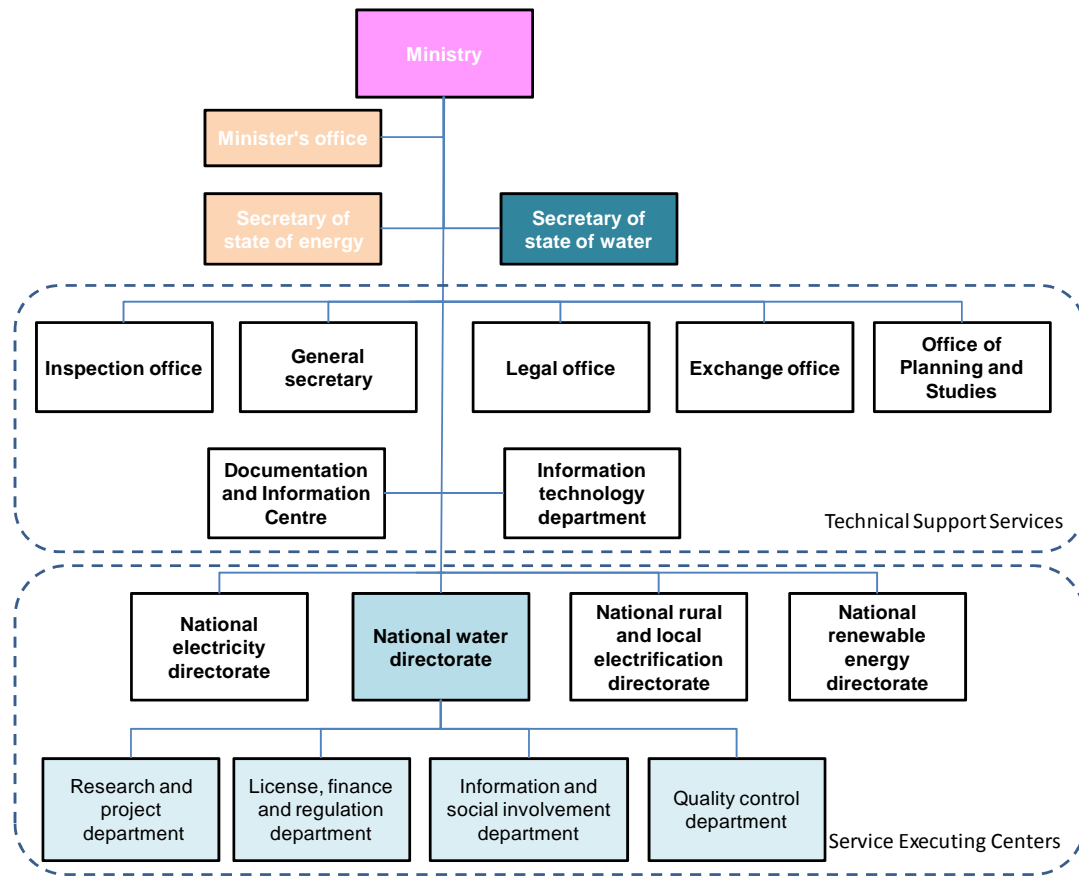 Ministry
Minister's office
Secretary of
state of energy
Secretary of
state of water
Inspection office
General
secretary
Legal office
Exchange office
Office of
Planning and
Studies
Documentation
and Information
Centre
Information
technology
department
Technical Support Services
National
electricity
directorate
National water
directorate
National rural
and local
electrification
directorate
National
renewable
energy
directorate
Research and
project
department
License, finance
and regulation
department
Information and
social involvement
department
Quality control
department
Service Executing Centers